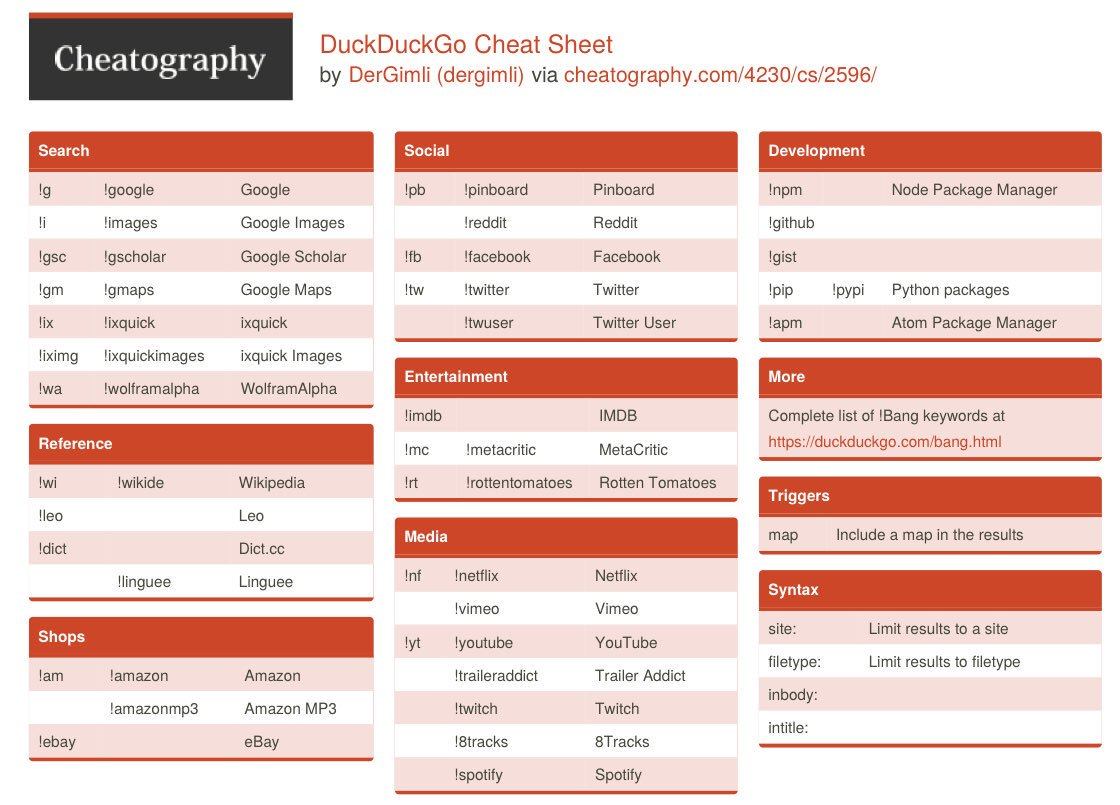 Cheatography
DuckDuckGo Cheat Sheet
by DerGimli (dergimli) via cheatography.com/4230/cs/2596/
Search
!g !google Google
!i !images Google Images
!gsc !gscholar Google Scholar
!gm !gmaps Google Maps
!ix !ixquick ixquick
!iximg !ixquickimages ixquick Images
!wa !wolframalpha WolframAlpha
Reference
!wi !wikide Wikipedia
!leo Leo
!dict Dict.cc
!linguee Linguee
Shops
!am !amazon Amazon
!amazonmp3 Amazon MP3
!ebay eBay
Social
!pb !pinboard Pinboard
!reddit Reddit
!fb !facebook Facebook
!tw !twitter Twitter
!twuser Twitter User
Entertainment
!imdb IMDB
!mc !metacritic MetaCritic
!rt !rottentomatoes Rotten Tomatoes
Media
!nf !netflix Netflix
!vimeo Vimeo
!yt !youtube YouTube
!traileraddict Trailer Addict
!twitch Twitch
!8tracks 8Tracks
!spotify Spotify
Development
!npm Node Package Manager
!github
!gist
!pip !pypi Python packages
!apm Atom Package Manager
More
Complete list of !Bang keywords at
https://duckduckgo.com/bang.html
Triggers
map Include a map in the results
Syntax
site: Limit results to a site
filetype: Limit results to filetype
inbody:
intitle: